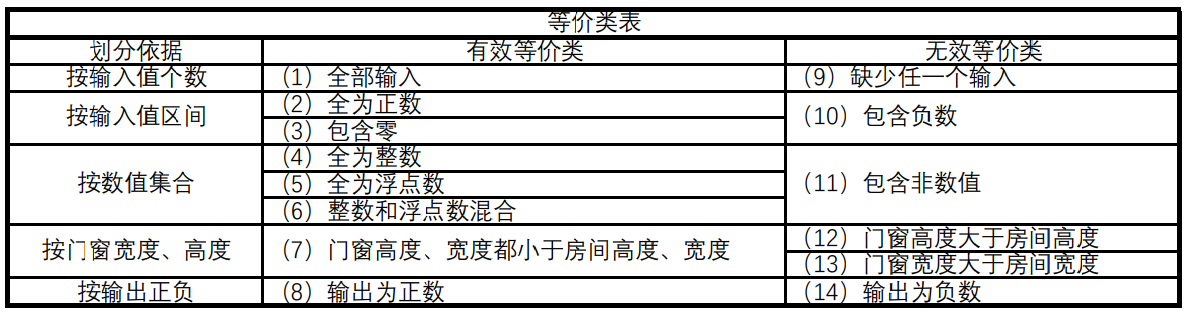 等价类表
划分依据 有效等价类 无效等价类
按输入值个数 （1）全部输入 （9）缺少任一个输入
按输入值区间 （2）全为正数 （10）包含负数
（3）包含零
按数值集合 （4）全为整数 （11）包含非数值
（5）全为浮点数
（6）整数和浮点数混合
按门窗宽度、高度 （7）门窗高度、宽度都小于房间高度、宽度 （12）门窗高度大于房间高度
（13）门窗宽度大于房间宽度
按输出正负 （8）输出为正数 （14）输出为负数